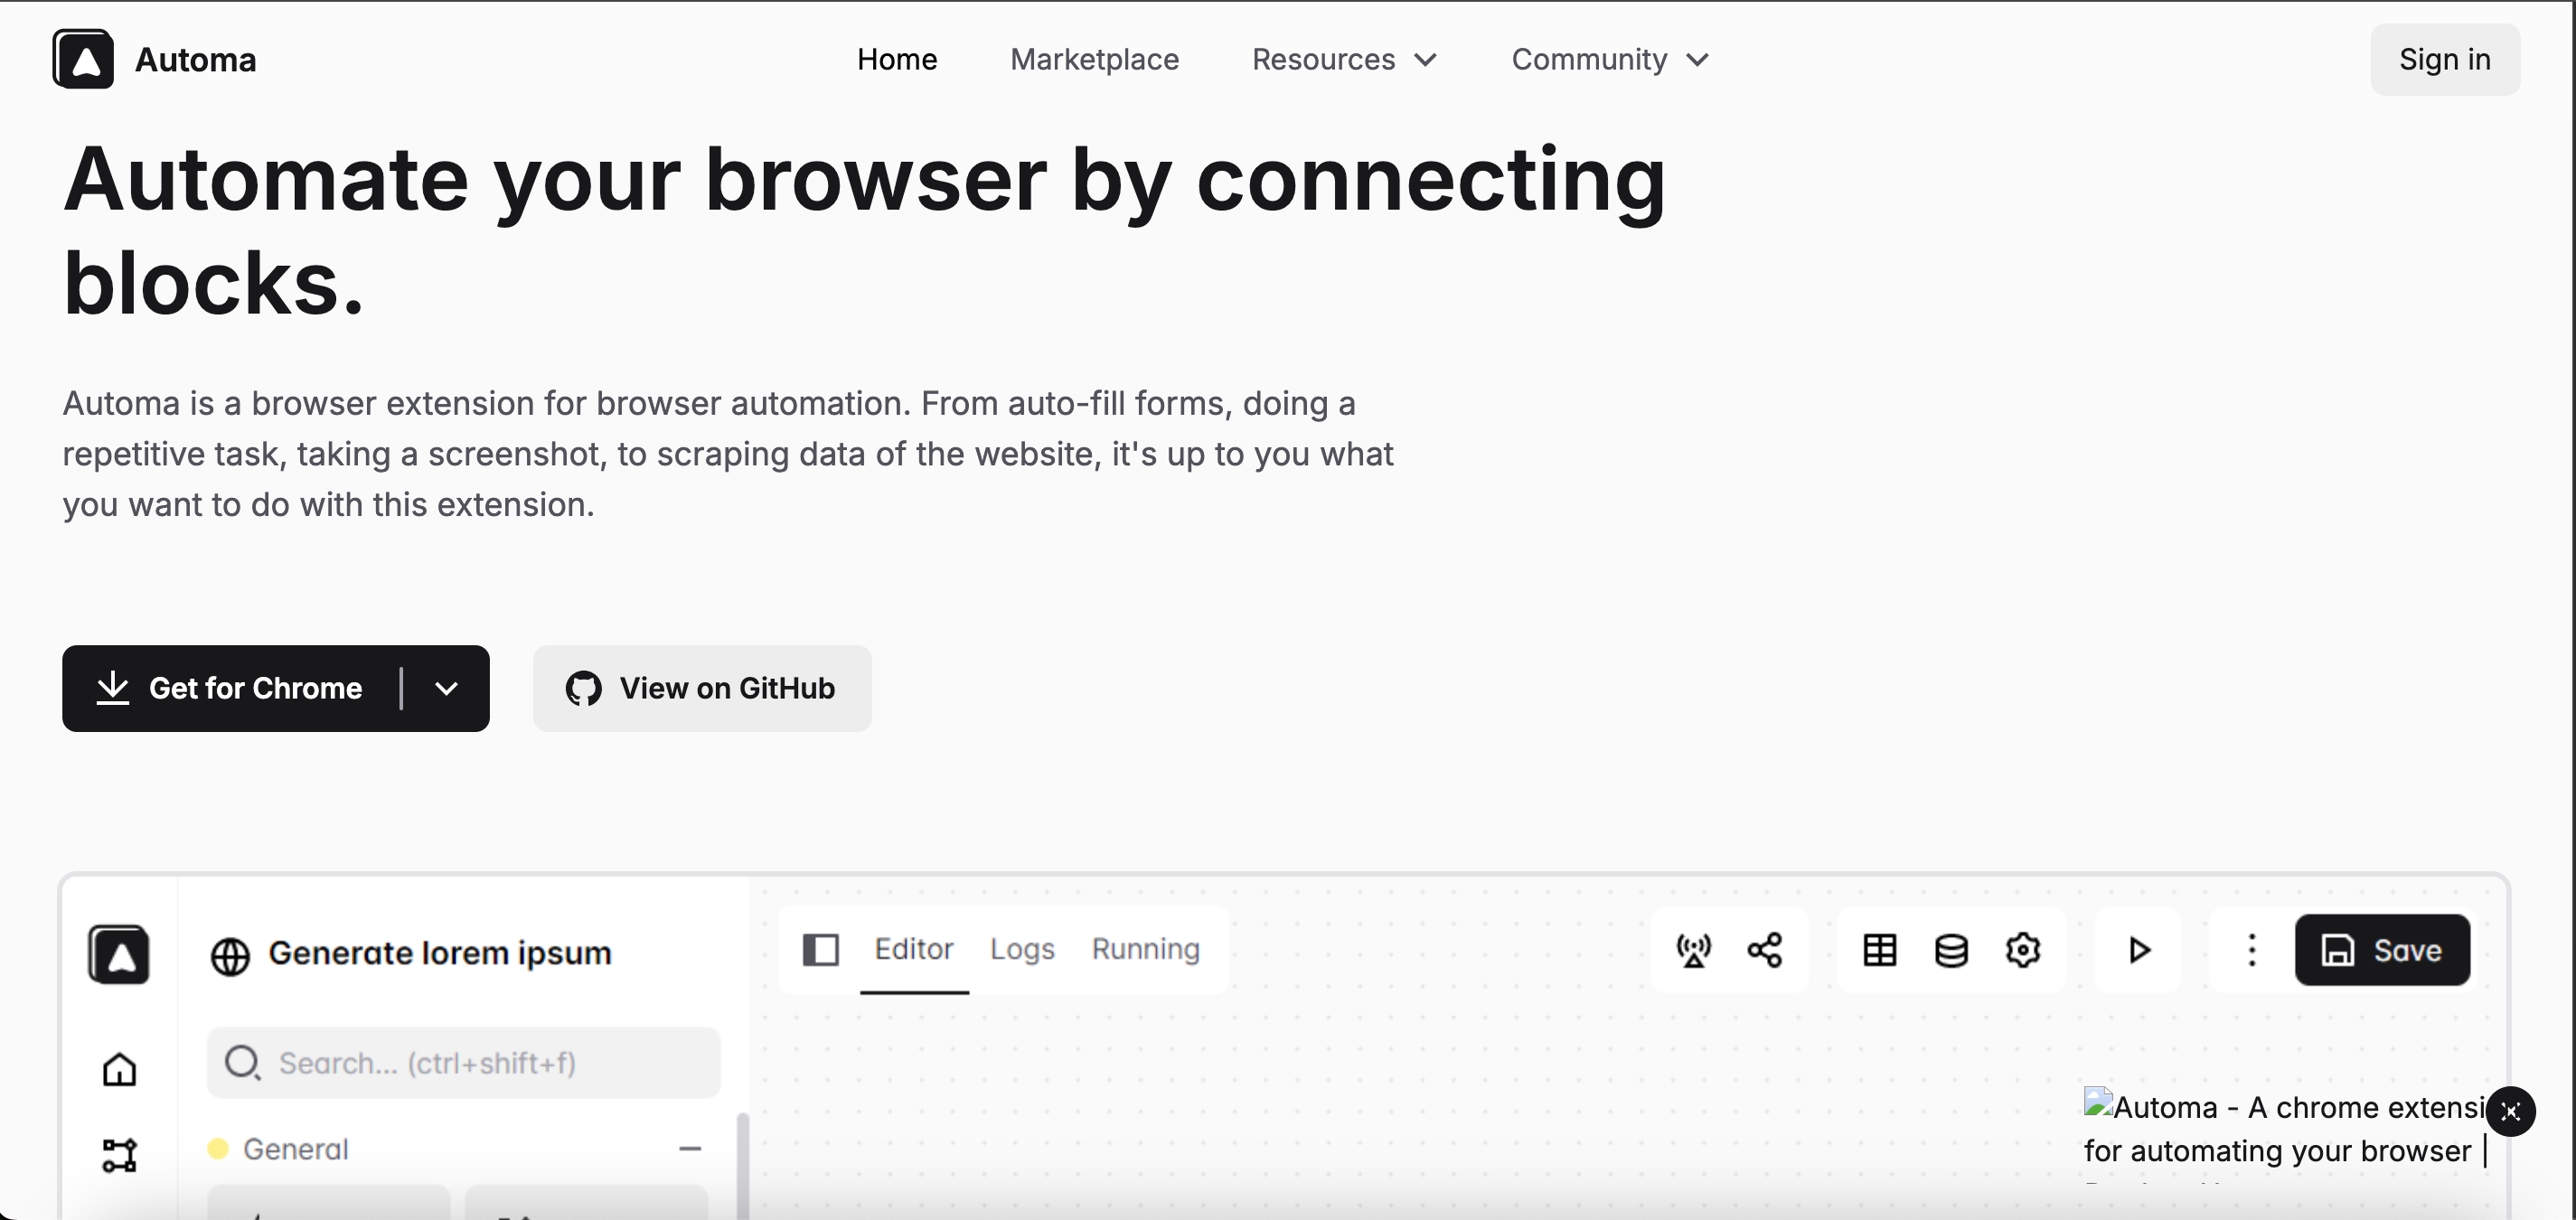 Automa
Home
Marketplace
Resources
Community
Sign in
Automate your browser by connecting
blocks.
Automa is a browser extension for browser automation. From auto-fill forms, doing a
repetitive task, taking a screenshot, to scraping data of the website, it's up to you what
you want to do with this extension.
Get for Chrome
View on GitHub
Generate lorem ipsum
Editor
Logs
Running
Save
Search... (ctrl+shift+f)
General
Automa - A chrome extensi
for automating your browser |